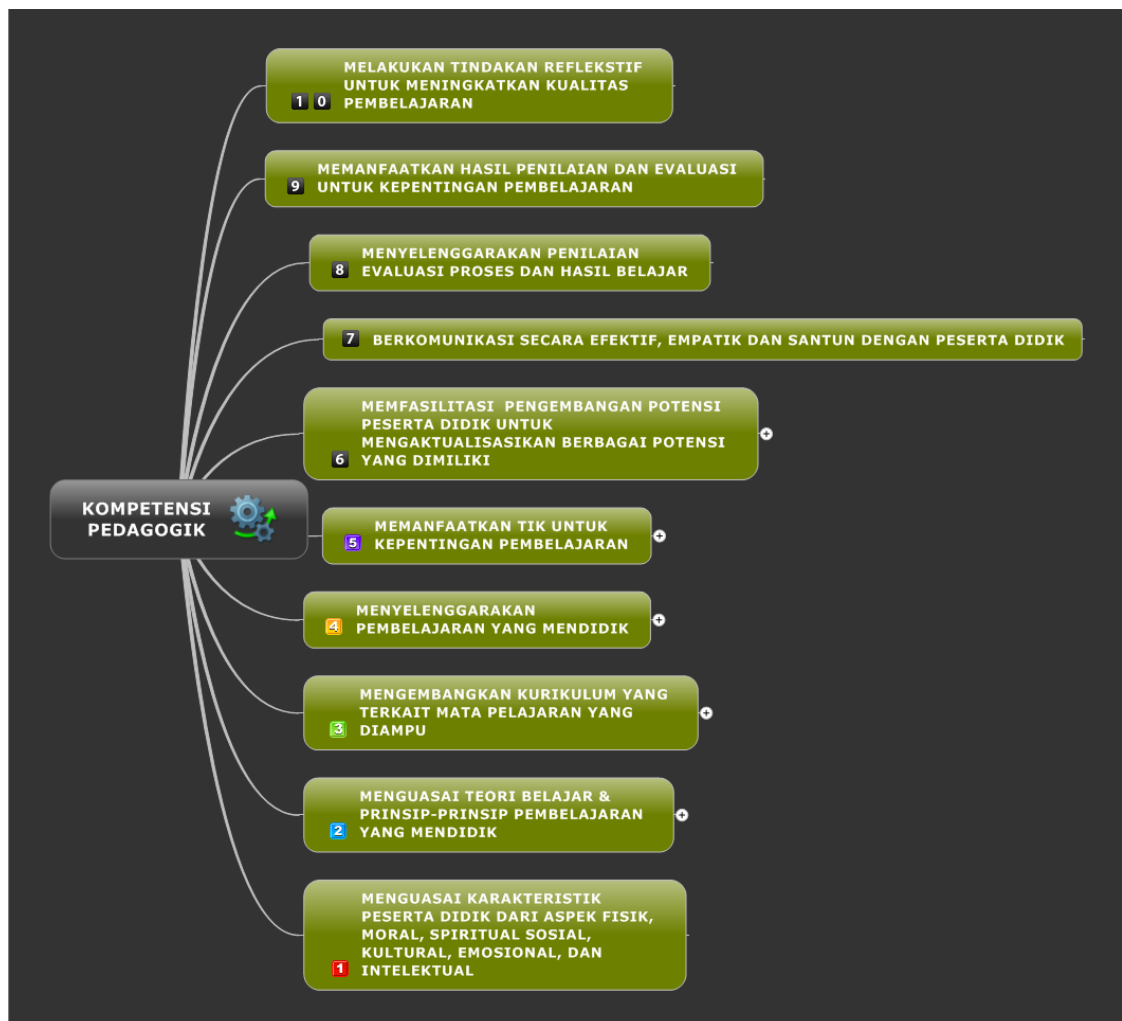 MELAKUKAN TINDAKAN REFLEKSTIF
UNTUK MENINGKATKAN KUALITAS
1 0 PEMBELAJARAN
MEMANFAATKAN HASIL PENILAIAN DAN EVALUASI
9 UNTUK KEPENTINGAN PEMBELAJARAN
MENYELENGGARAKAN PENILAIAN
8 EVALUASI PROSES DAN HASIL BELAJAR
7 BERKOMUNIKASI SECARA EFEKTIF, EMPATIK DAN SANTUN DENGAN PESERTA DIDIK
MEMFASILITASI PENGEMBANGAN POTENSI
PESERTA DIDIK UNTUK
MENGAKTUALISASIKAN BERBAGAI POTENSI
6 YANG DIMILIKI
KOMPETENSI
PEDAGOGIK
MEMANFAATKAN TIK UNTUK
5 KEPENTINGAN PEMBELAJARAN
MENYELENGGARAKAN
4 PEMBELAJARAN YANG MENDIDIK
MENGEMBANGKAN KURIKULUM YANG
TERKAIT MATA PELAJARAN YANG
3 DIAMPU
MENGUASAI TEORI BELAJAR &
PRINSIP-PRINSIP PEMBELAJARAN
2 YANG MENDIDIK
MENGUASAI KARAKTERISTIK
PESERTA DIDIK DARI ASPEK FISIK,
MORAL, SPIRITUAL SOSIAL,
KULTURAL, EMOSIONAL, DAN
1 INTELEKTUAL